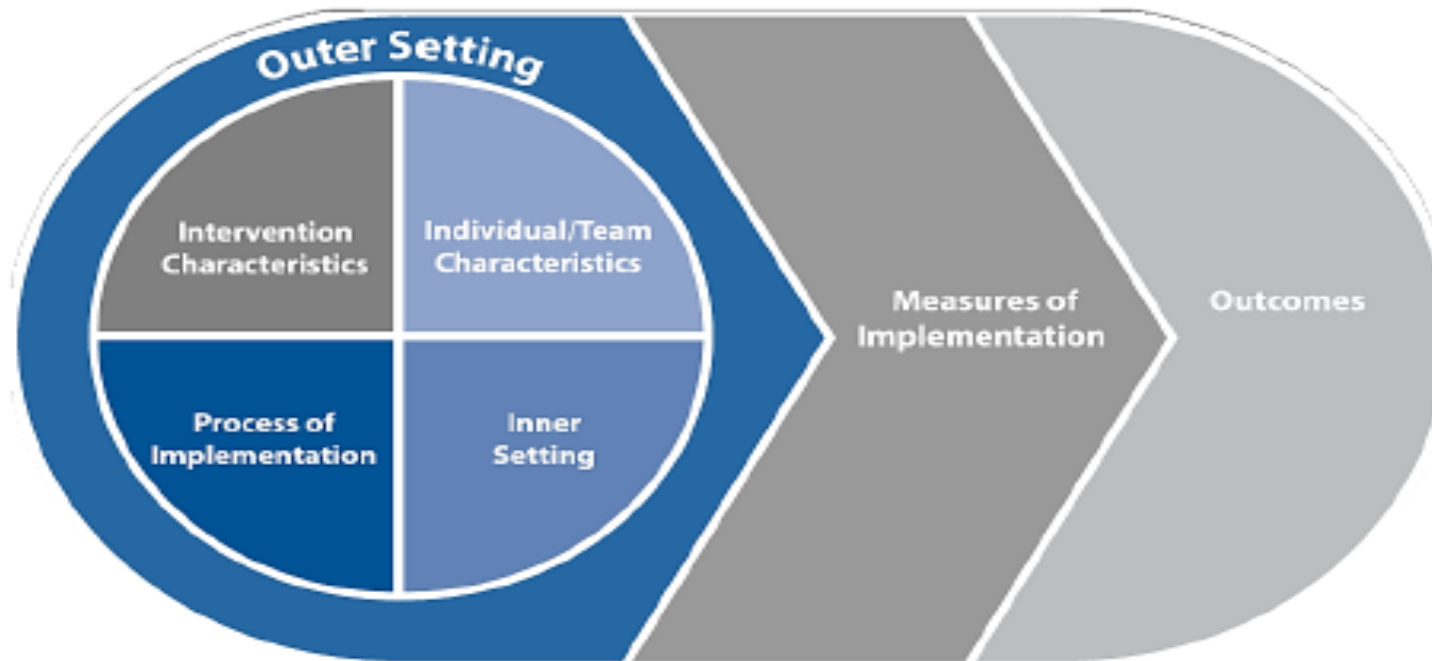 Outer Setting
Intervention
Characteristics
Individual/Team
Characteristics
Process of
Implementation
Inner
Setting
Measures of
Implementation
Outcomes